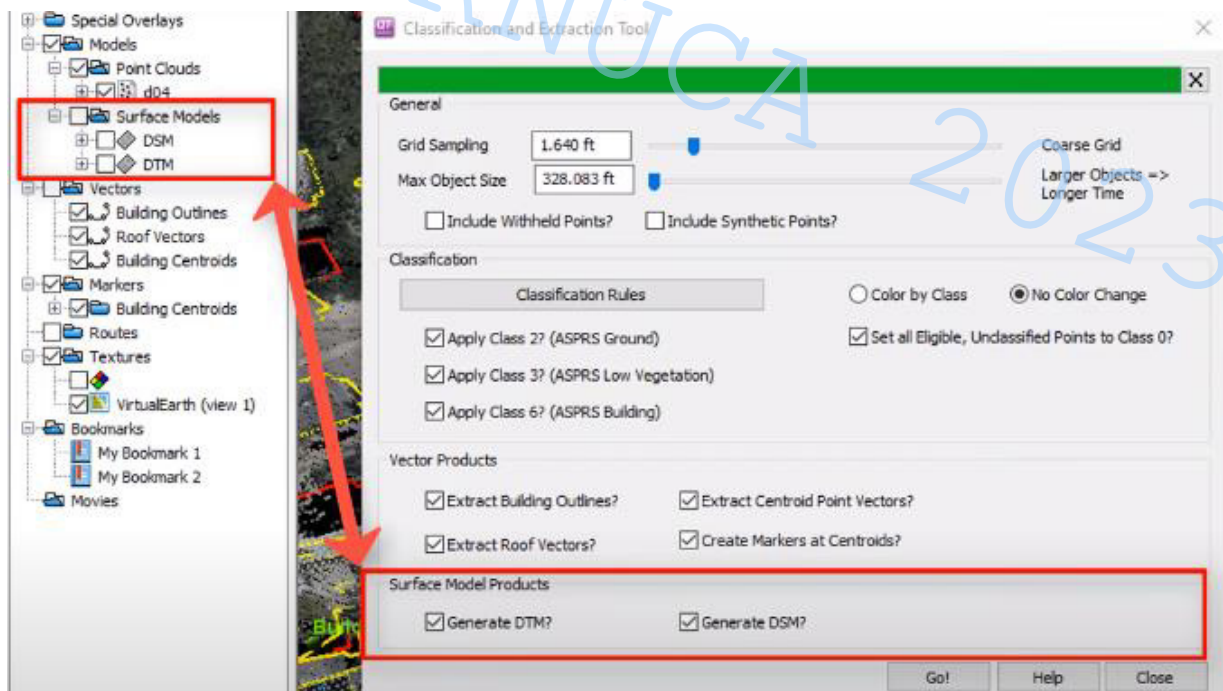 Special Overlays
Models
Point Clouds
d04
Surface Models
DSM
DTM
Vectors
Building Outlines
Roof Vectors
Building Centroids
Markers
Building Centroids
Routes
Textures
VirtualEarth (view 1)
Bookmarks
My Bookmark 1
My Bookmark 2
Movies
QT Classification and Extraction Tool
General
Grid Sampling 1.640 ft Coarse Grid
Max Object Size 328.083 ft Larger Objects =>
Longer Time
Include Withheld Points? Include Synthetic Points?
Classification
Classification Rules Color by Class No Color Change
Apply Class 2? (ASPRS Ground) Set all Eligible, Unclassified Points to Class 0?
Apply Class 3? (ASPRS Low Vegetation)
Apply Class 6? (ASPRS Building)
Vector Products
Extract Building Outlines? Extract Centroid Point Vectors?
Extract Roof Vectors? Create Markers at Centroids?
Surface Model Products
Generate DTM? Generate DSM?
Go! Help Close
RNUCA 2023